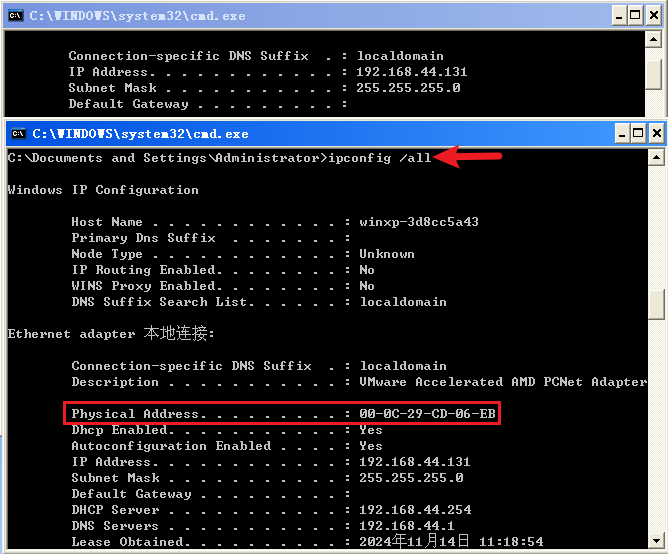 C:\WINDOWS\system32\cmd.exe
Connection-specific DNS Suffix  . : localdomain
IP Address. . . . . . . . . . . . : 192.168.44.131
Subnet Mask . . . . . . . . . . . : 255.255.255.0
Default Gateway . . . . . . . . . :
C:\WINDOWS\system32\cmd.exe
C:\Documents and Settings\Administrator>ipconfig /all
Windows IP Configuration
Host Name . . . . . . . . . . . . : winxp-3d8cc5a43
Primary Dns Suffix  . . . . . . . :
Node Type . . . . . . . . . . . . : Unknown
IP Routing Enabled. . . . . . . . : No
WINS Proxy Enabled. . . . . . . . : No
DNS Suffix Search List. . . . . . : localdomain
Ethernet adapter 本地连接:
Connection-specific DNS Suffix  . : localdomain
Description . . . . . . . . . . . : VMware Accelerated AMD PCNet Adapter
Physical Address. . . . . . . . . : 00-0C-29-CD-06-EB
Dhcp Enabled. . . . . . . . . . . : Yes
Autoconfiguration Enabled . . . . : Yes
IP Address. . . . . . . . . . . . : 192.168.44.131
Subnet Mask . . . . . . . . . . . : 255.255.255.0
Default Gateway . . . . . . . . . :
DHCP Server . . . . . . . . . . . : 192.168.44.254
DNS Servers . . . . . . . . . . . : 192.168.44.1
Lease Obtained. . . . . . . . . . : 2024年11月14日 11:18:54